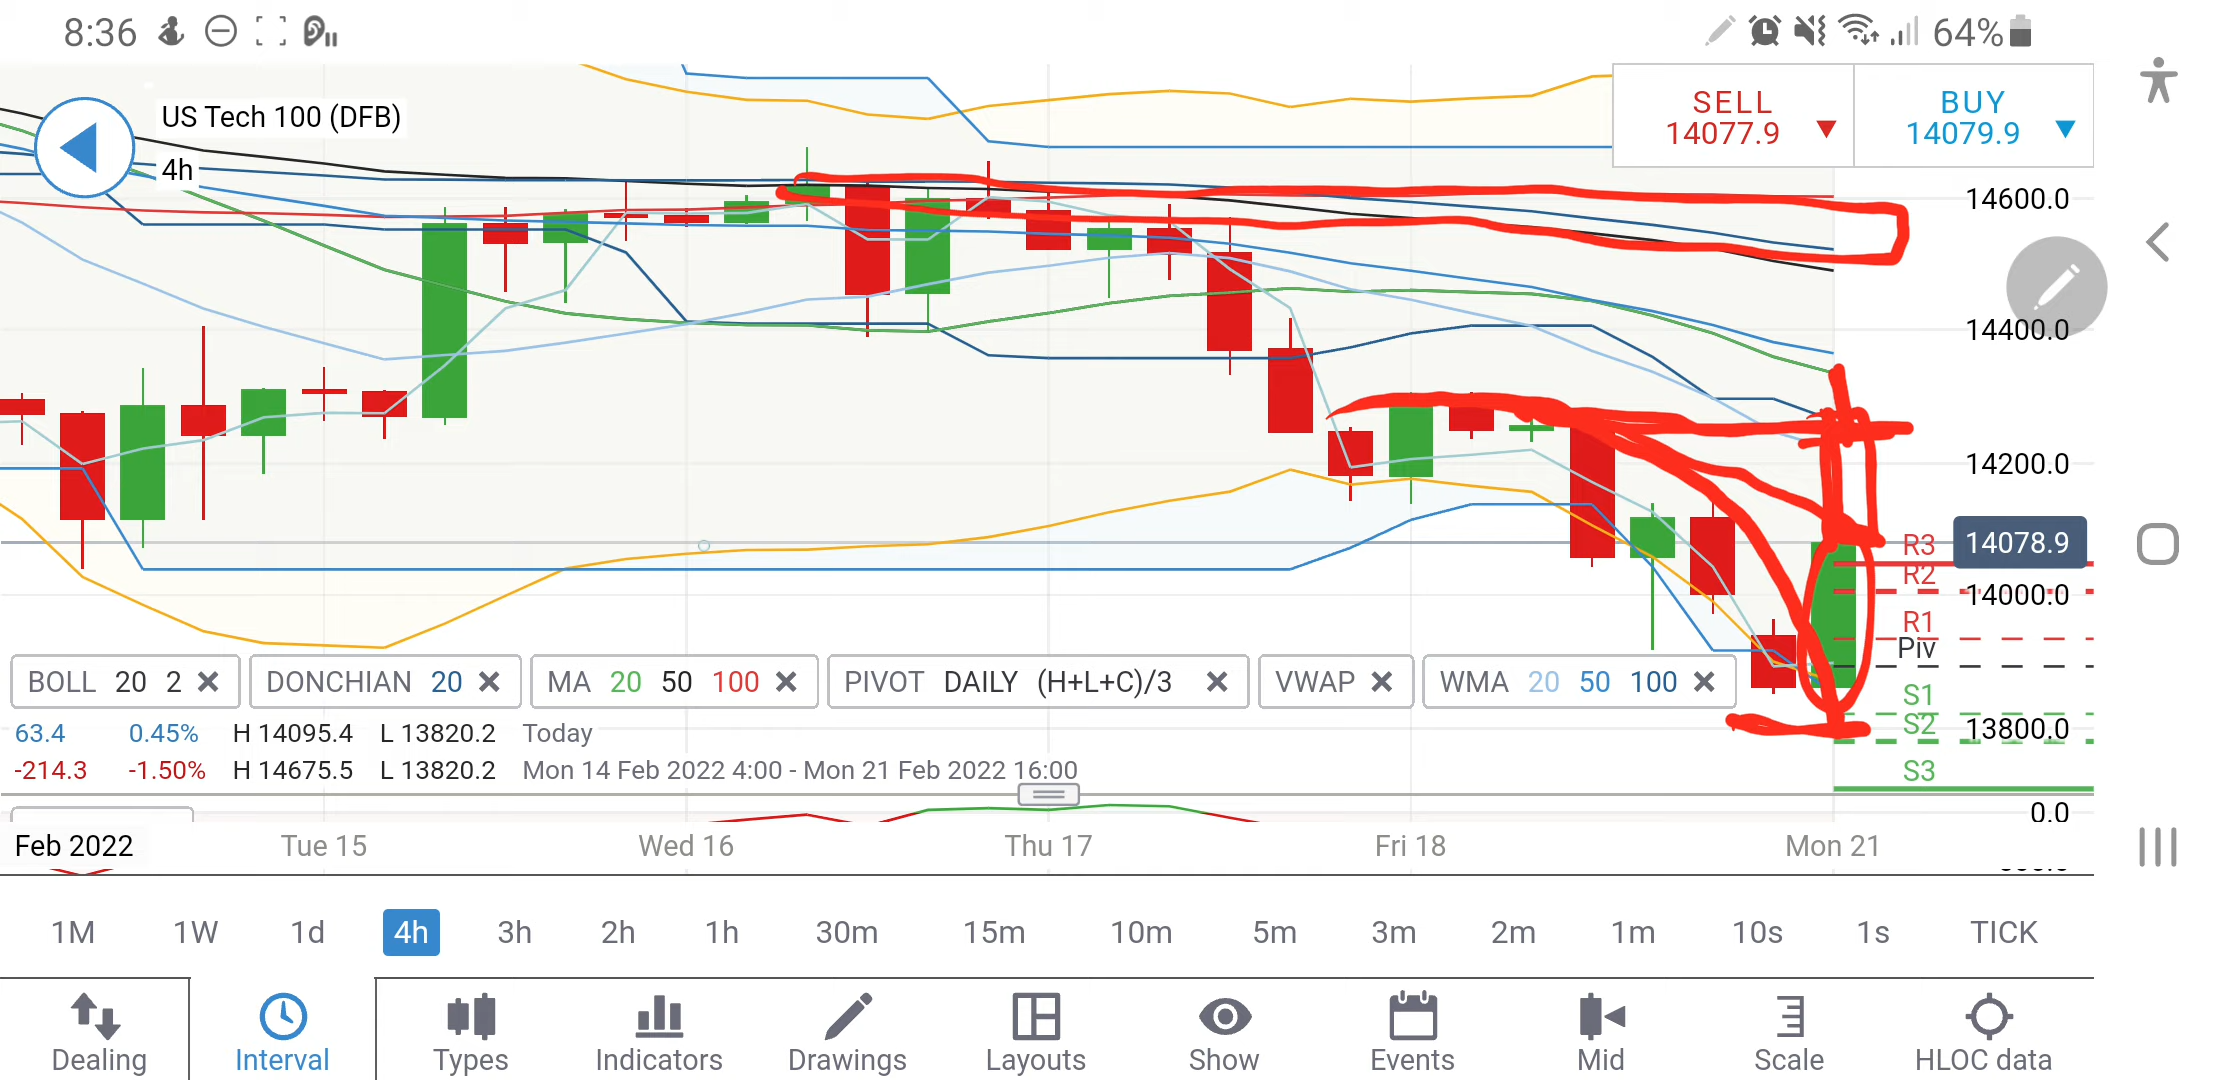 8:36
64%
US Tech 100 (DFB)
4h
SELL
14077.9
BUY
14079.9
14600.0
14400.0
14200.0
R3
14078.9
R2
14000.0
R1
Piv
S1
S2
13800.0
S3
0.0
BOLL 20 2
DONCHIAN 20
MA 20 50 100
PIVOT DAILY (H+L+C)/3
VWAP
WMA 20 50 100
63.4 0.45% H 14095.4 L 13820.2 Today
-214.3 -1.50% H 14675.5 L 13820.2 Mon 14 Feb 2022 4:00 - Mon 21 Feb 2022 16:00
Feb 2022 Tue 15 Wed 16 Thu 17 Fri 18 Mon 21
1M 1W 1d 4h 3h 2h 1h 30m 15m 10m 5m 3m 2m 1m 10s 1s TICK
Dealing Interval Types Indicators Drawings Layouts Show Events Mid Scale HLOC data